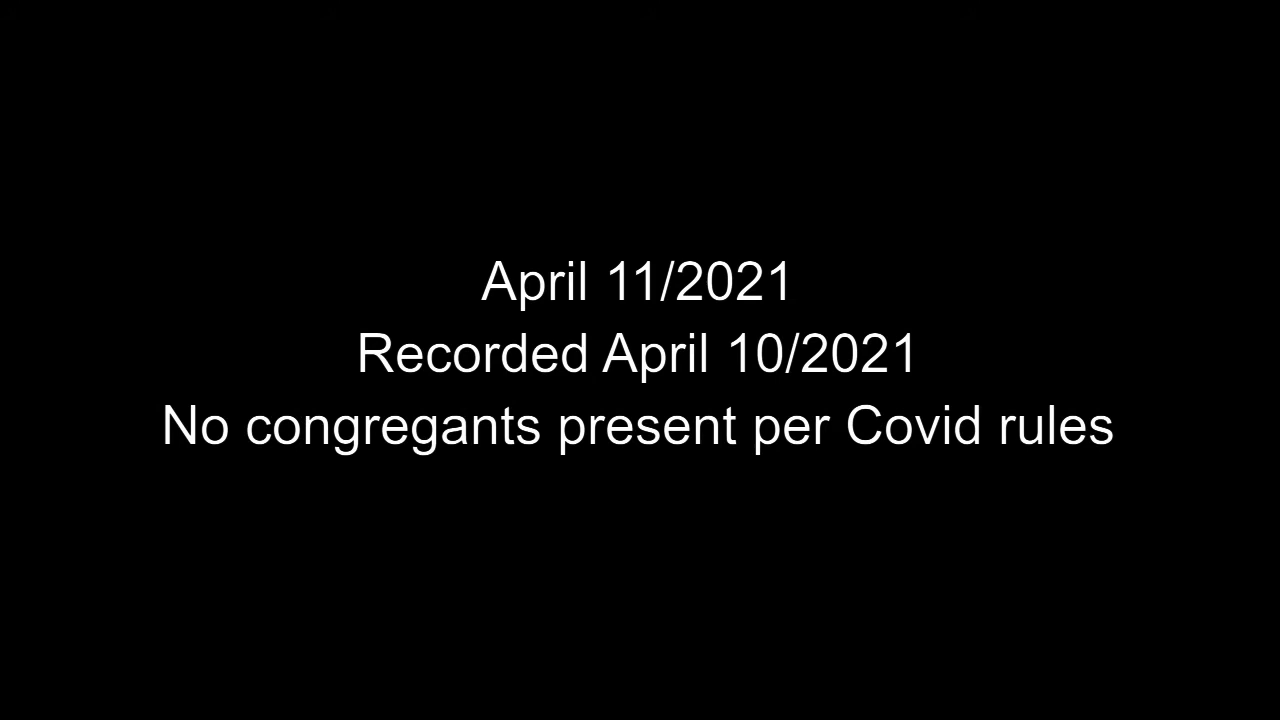 April 11/2021
Recorded April 10/2021
No congregants present per Covid rules